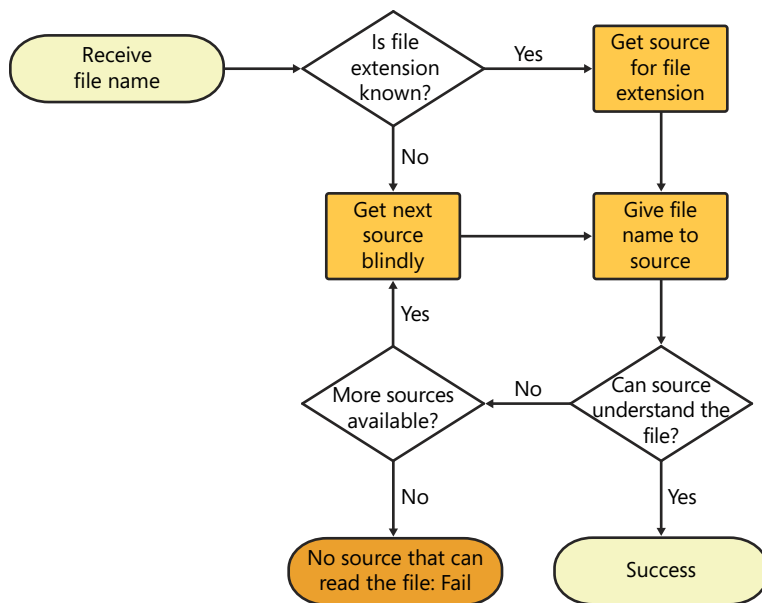 Receive
file name
Is file
extension
known?
Yes
Get source
for file
extension
No
Get next
source
blindly
Give file
name to
source
Yes
More sources
available?
No
Can source
understand the
file?
No
Yes
No source that can
read the file: Fail
Success